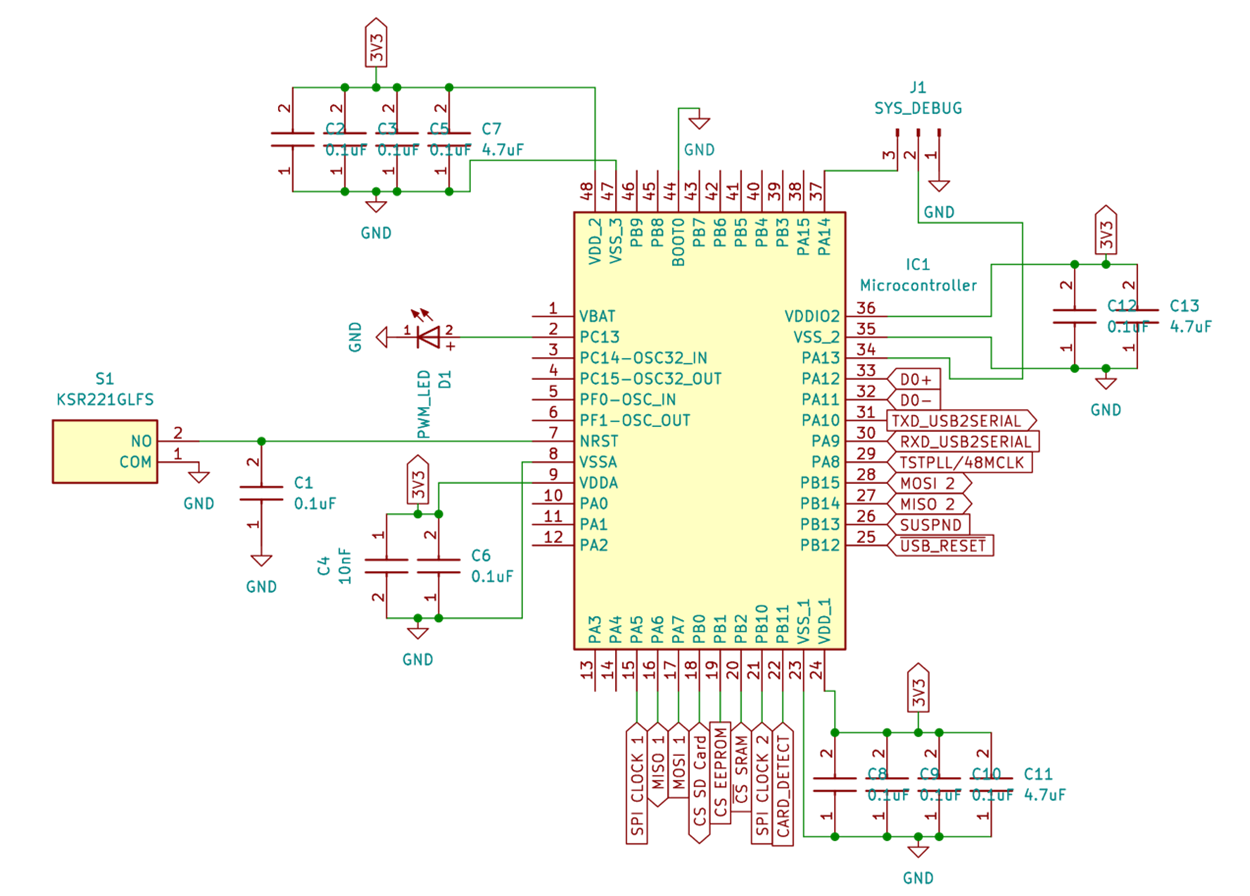 3V3
2
2
2
2
C2
0.1uF
C3
0.1uF
C5
0.1uF
C7
4.7uF
1
1
1
1
GND
GND
J1
SYS_DEBUG
3
2
1
GND
48
47
46
45
44
43
42
41
40
39
38
37
VDD_2
VSS_3
PB9
PB8
BOOT0
PB7
PB6
PB5
PB4
PB3
PA15
PA14
IC1
Microcontroller
3V3
2
2
C12
0.1uF
C13
4.7uF
1
1
GND
1 VBAT
2 PC13
3 PC14-OSC32_IN
4 PC15-OSC32_OUT
5 PF0-OSC_IN
6 PF1-OSC_OUT
7 NRST
8 VSSA
9 VDDA
10 PA0
11 PA1
12 PA2
VDDIO2 36
VSS_2 35
PA13 34
PA12 33 D0+
PA11 32 D0-
PA10 31 TXD_USB2SERIAL
PA9 30 RXD_USB2SERIAL
PA8 29 TSTPLL/48MCLK
PB15 28 MOSI 2
PB14 27 MISO 2
PB13 26 SUSPND
PB12 25 USB_RESET
GND
1
2
+
PWM_LED
D1
S1
KSR221GLFS
NO 2
COM 1
GND
2
C1
0.1uF
1
GND
3V3
1
2
C4
10nF
C6
0.1uF
2
1
GND
PA3
PA4
PA5
PA6
PA7
PB0
PB1
PB2
PB10
PB11
VSS_1
VDD_1
13
14
15
16
17
18
19
20
21
22
23
24
SPI CLOCK 1
MISO 1
MOSI 1
CS SD Card
CS EEPROM
CS SRAM
SPI CLOCK 2
CARD_DETECT
3V3
2
2
2
2
C8
0.1uF
C9
0.1uF
C10
0.1uF
C11
4.7uF
1
1
1
1
GND